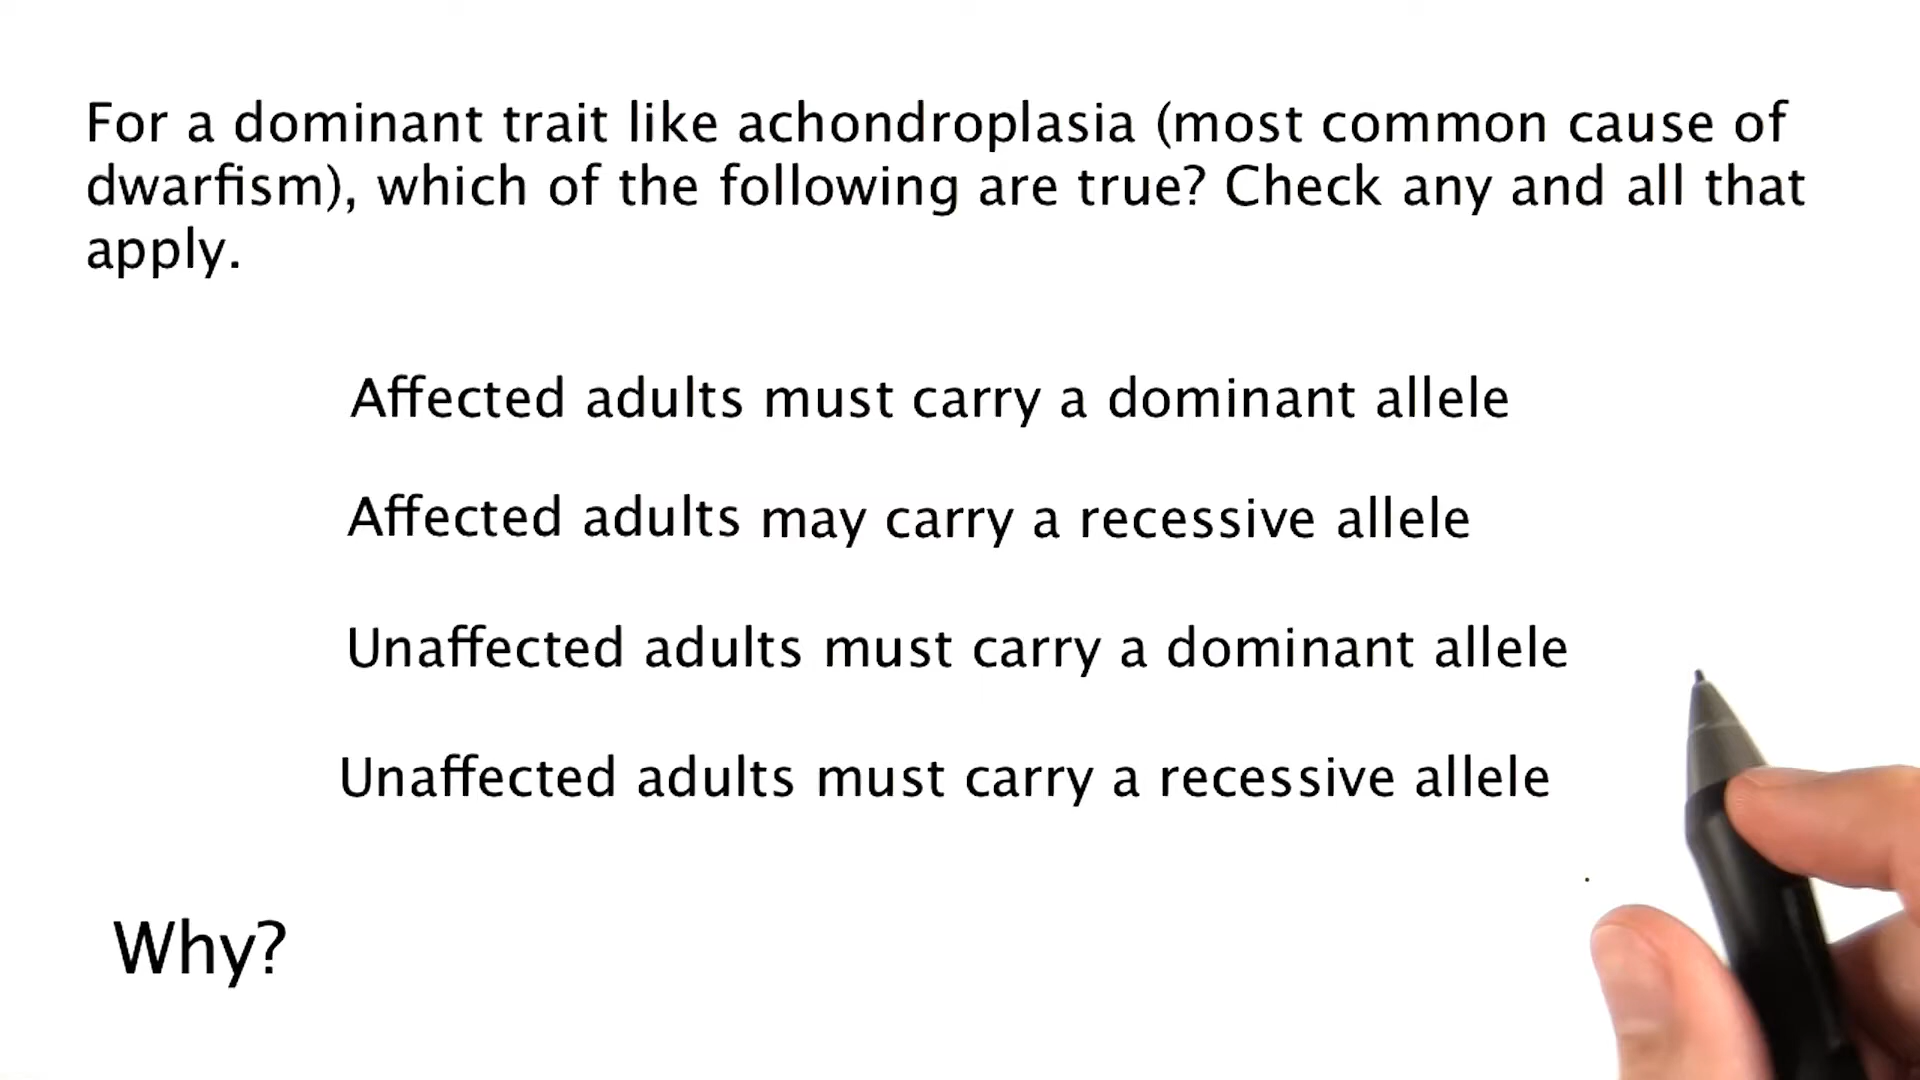 For a dominant trait like achondroplasia (most common cause of
dwarfism), which of the following are true? Check any and all that
apply.
Affected adults must carry a dominant allele
Affected adults may carry a recessive allele
Unaffected adults must carry a dominant allele
Unaffected adults must carry a recessive allele
Why?